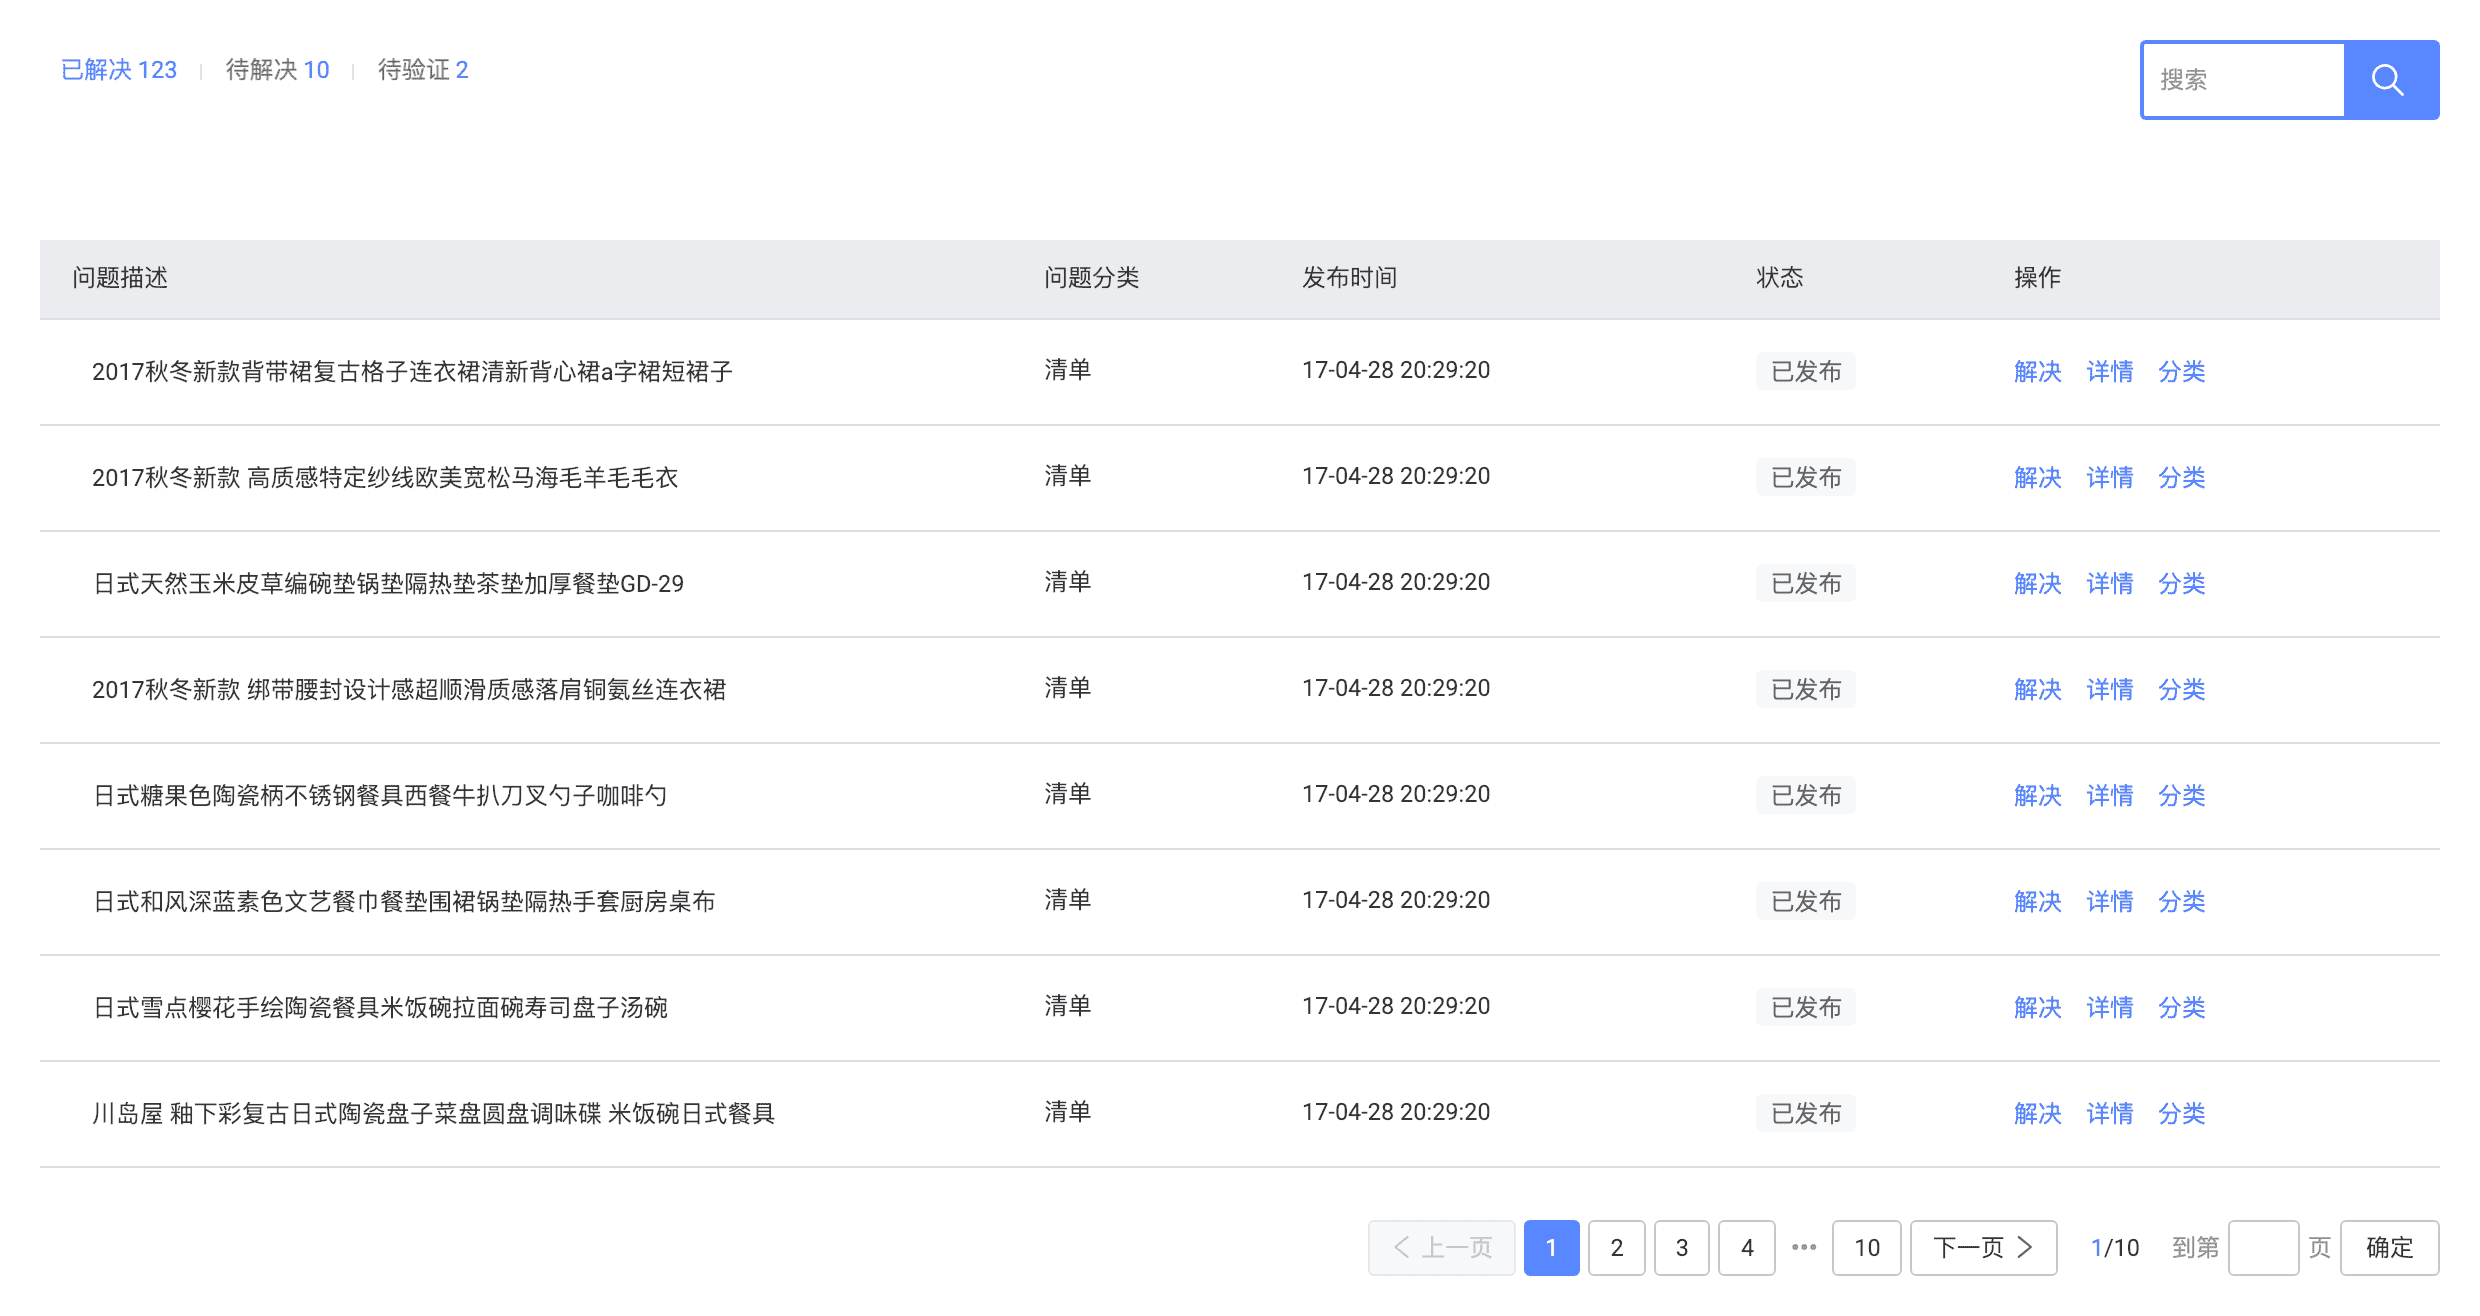 已解决 123 | 待解决 10 | 待验证 2
搜索
问题描述 问题分类 发布时间 状态 操作
2017秋冬新款背带裙复古格子连衣裙清新背心裙a字裙短裙子 清单 17-04-28 20:29:20 已发布 解决 详情 分类
2017秋冬新款 高质感特定纱线欧美宽松马海毛羊毛毛衣 清单 17-04-28 20:29:20 已发布 解决 详情 分类
日式天然玉米皮草编碗垫锅垫隔热垫茶垫加厚餐垫GD-29 清单 17-04-28 20:29:20 已发布 解决 详情 分类
2017秋冬新款 绑带腰封设计感超顺滑质感落肩铜氨丝连衣裙 清单 17-04-28 20:29:20 已发布 解决 详情 分类
日式糖果色陶瓷柄不锈钢餐具西餐牛扒刀叉勺子咖啡勺 清单 17-04-28 20:29:20 已发布 解决 详情 分类
日式和风深蓝素色文艺餐巾餐垫围裙锅垫隔热手套厨房桌布 清单 17-04-28 20:29:20 已发布 解决 详情 分类
日式雪点樱花手绘陶瓷餐具米饭碗拉面碗寿司盘子汤碗 清单 17-04-28 20:29:20 已发布 解决 详情 分类
川岛屋 釉下彩复古日式陶瓷盘子菜盘圆盘调味碟 米饭碗日式餐具 清单 17-04-28 20:29:20 已发布 解决 详情 分类
上一页 1 2 3 4 ••• 10 下一页 1/10 到第 页 确定